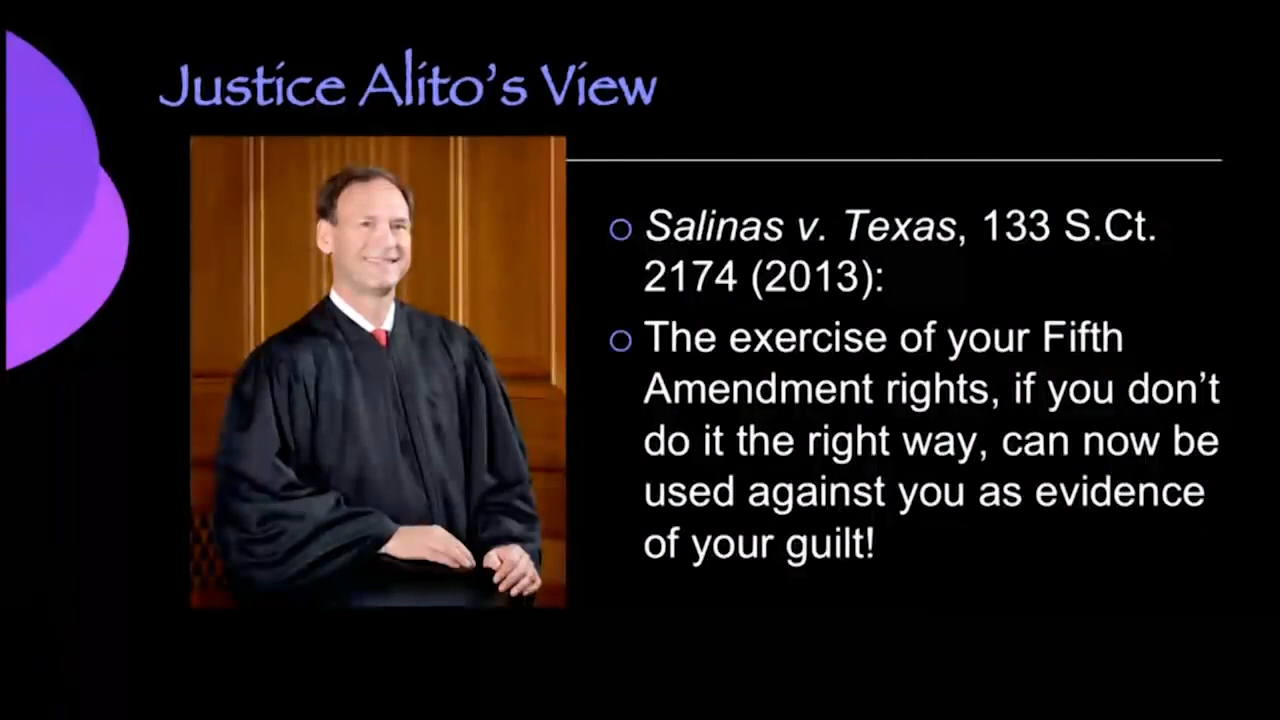 Justice Alito's View
Salinas v. Texas, 133 S.Ct.
2174 (2013):
The exercise of your Fifth
Amendment rights, if you don't
do it the right way, can now be
used against you as evidence
of your guilt!